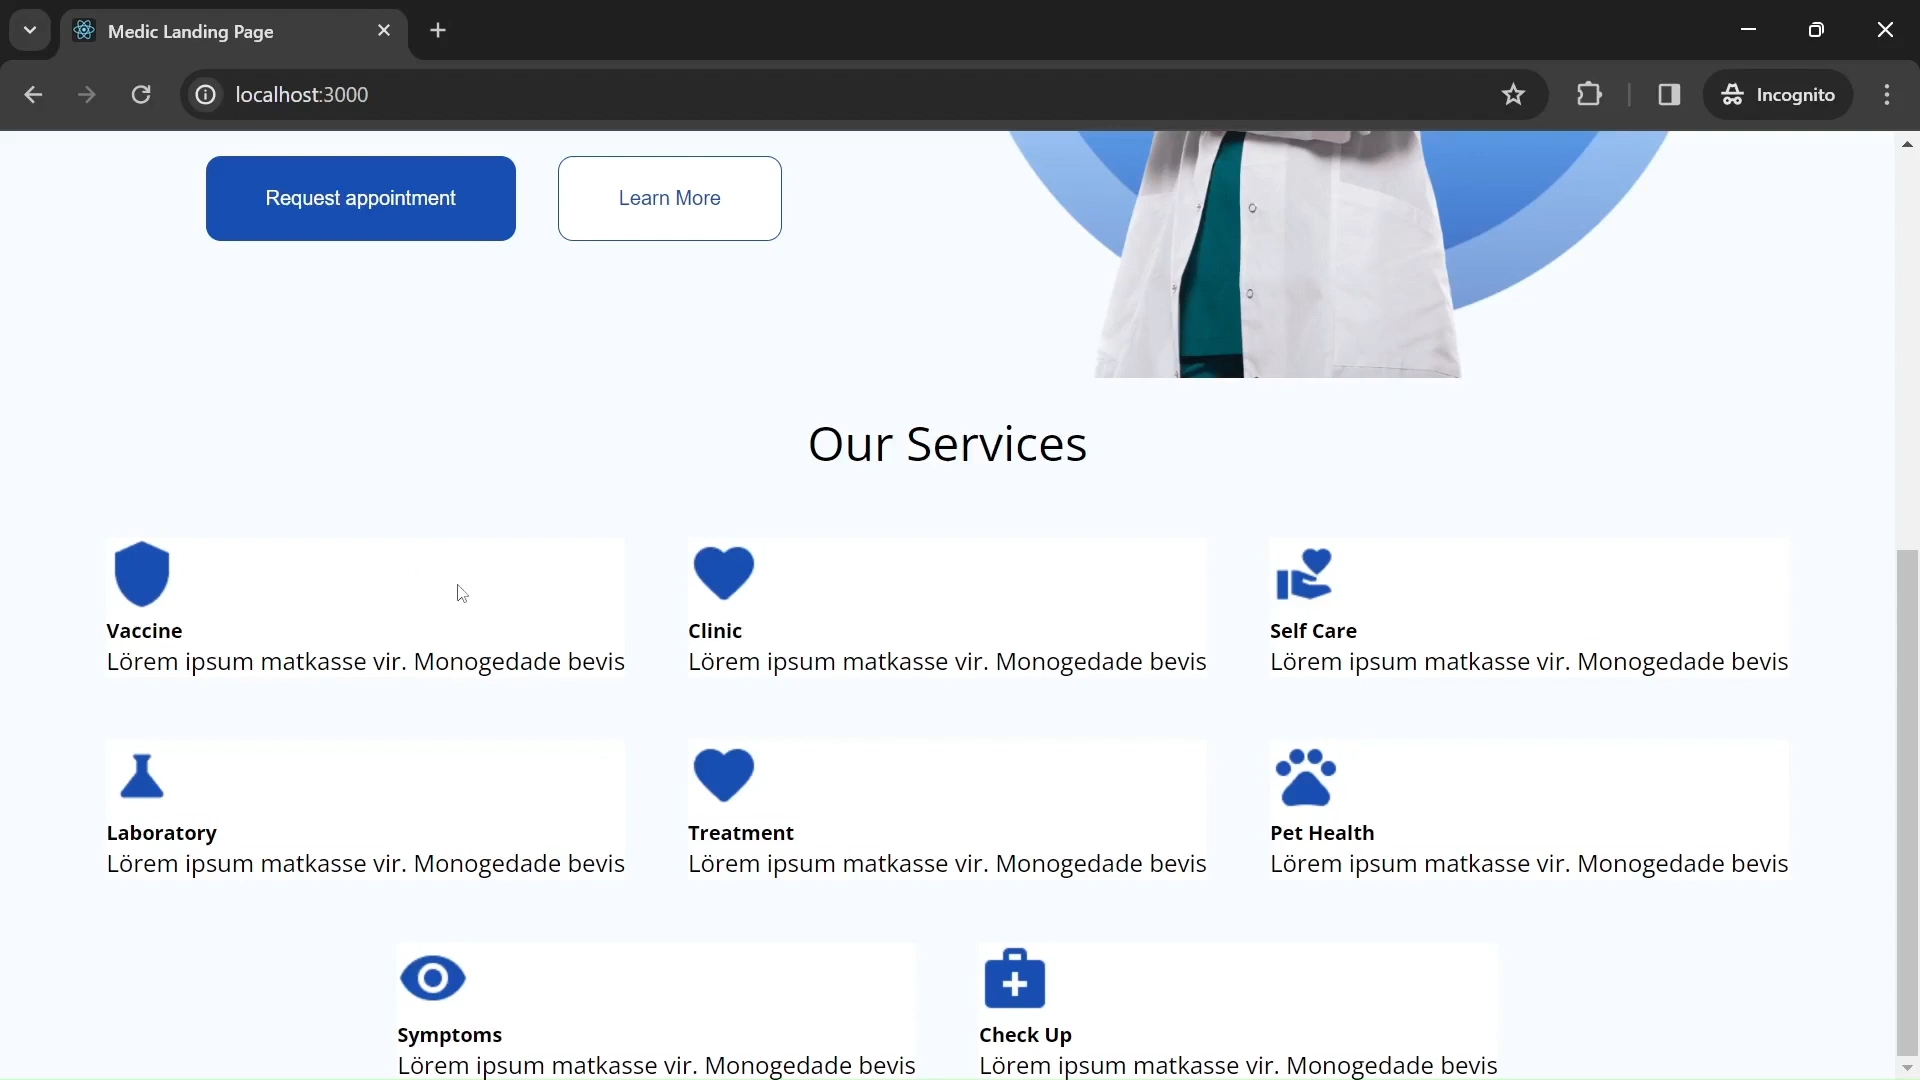 Medic Landing Page
localhost:3000
Incognito
Request appointment
Learn More
Our Services
Vaccine
Lörem ipsum matkasse vir. Monogedade bevis
Clinic
Lörem ipsum matkasse vir. Monogedade bevis
Self Care
Lörem ipsum matkasse vir. Monogedade bevis
Laboratory
Lörem ipsum matkasse vir. Monogedade bevis
Treatment
Lörem ipsum matkasse vir. Monogedade bevis
Pet Health
Lörem ipsum matkasse vir. Monogedade bevis
Symptoms
Lörem ipsum matkasse vir. Monogedade bevis
Check Up
Lörem ipsum matkasse vir. Monogedade bevis